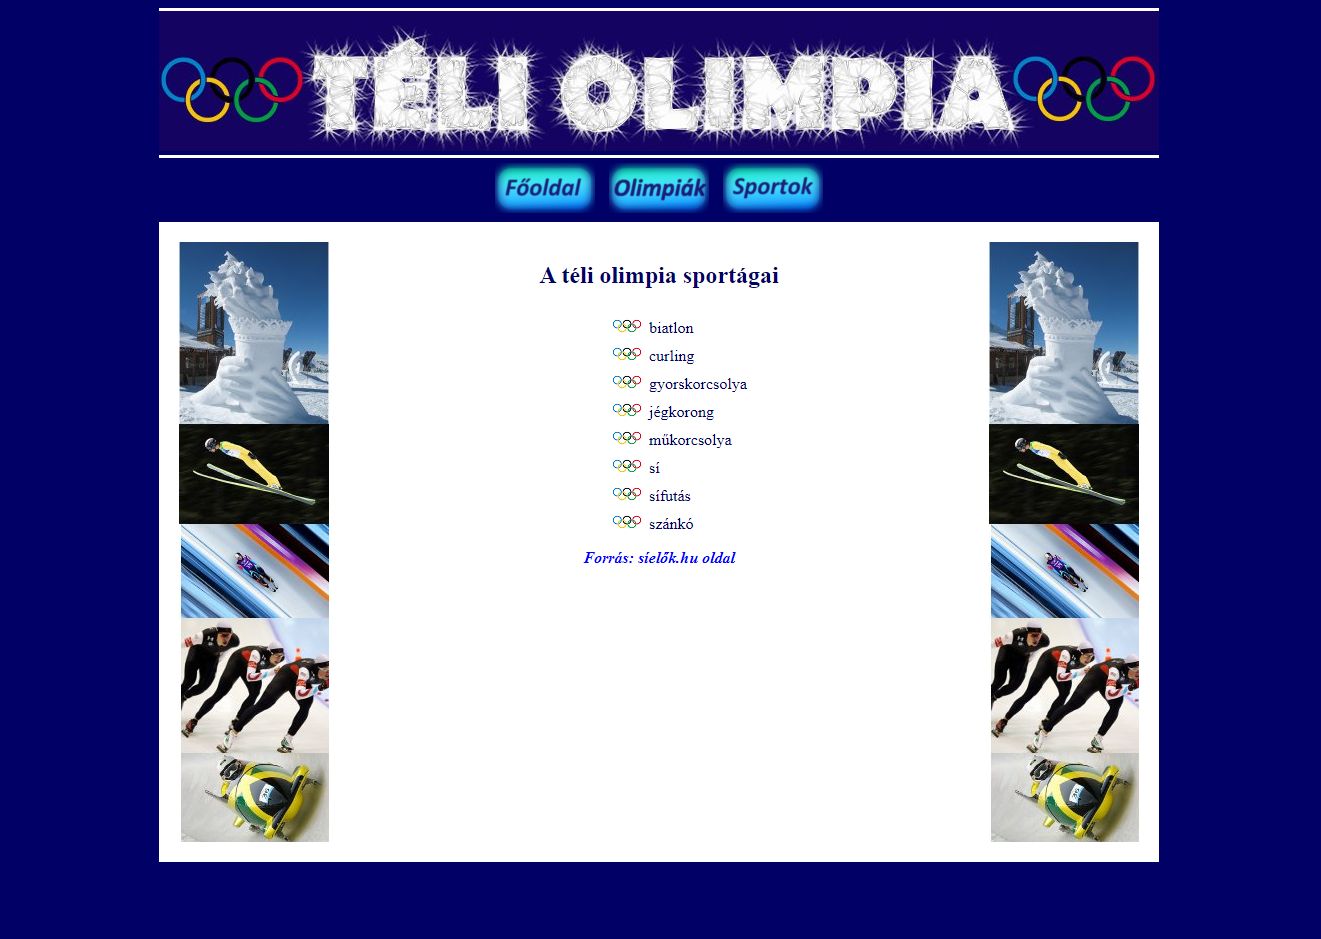 TÉLI OLIMPIA
Főoldal
Olimpiák
Sportok
A téli olimpia sportágai
biatlon
curling
gyorskorcsolya
jégkorong
műkorcsolya
sí
sífutás
szánkó
Forrás: síelők.hu oldal